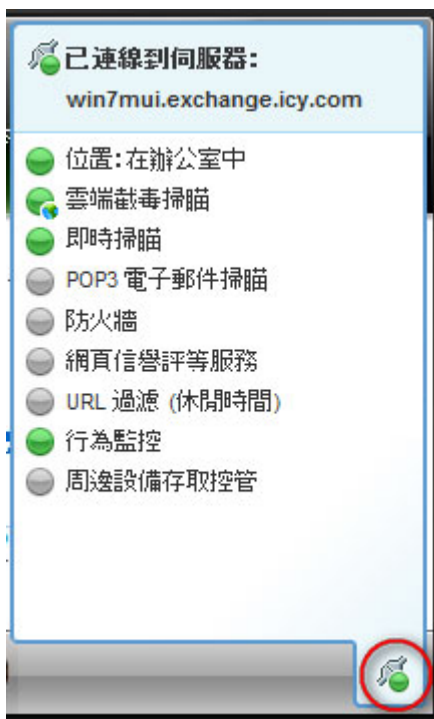 已連線到伺服器:
win7mui.exchange.icy.com
位置:在辦公室中
雲端截毒掃瞄
即時掃瞄
POP3 電子郵件掃瞄
防火牆
網頁信譽評等服務
URL 過濾 (休閒時間)
行為監控
周邊設備存取控管